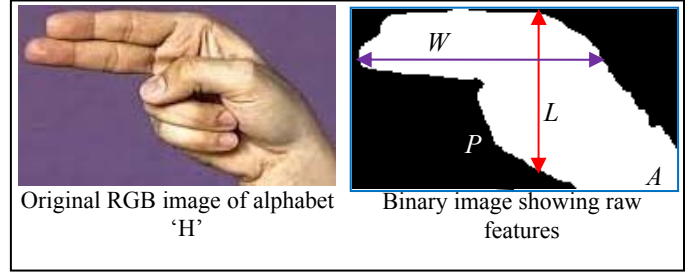 W
L
P
A
Original RGB image of alphabet
‘H’
Binary image showing raw
features